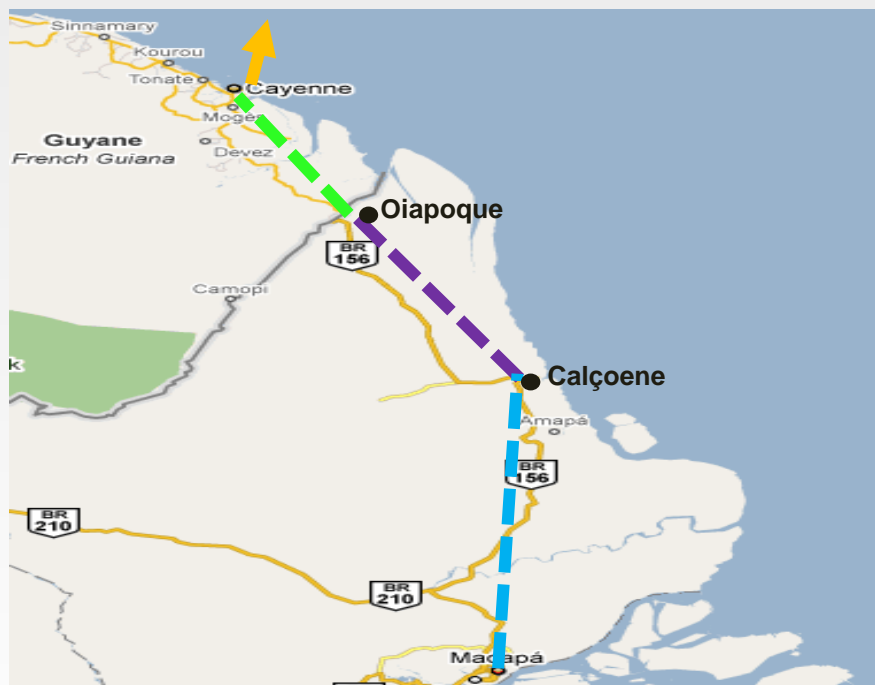 Sinnamary
Kourou
Tonate
Cayenne
Guyane
French Guiana
Devez
Oiapoque
BR
156
Camopi
k
Calçoene
Amapá
BR
156
BR
210
BR
210
Macapá